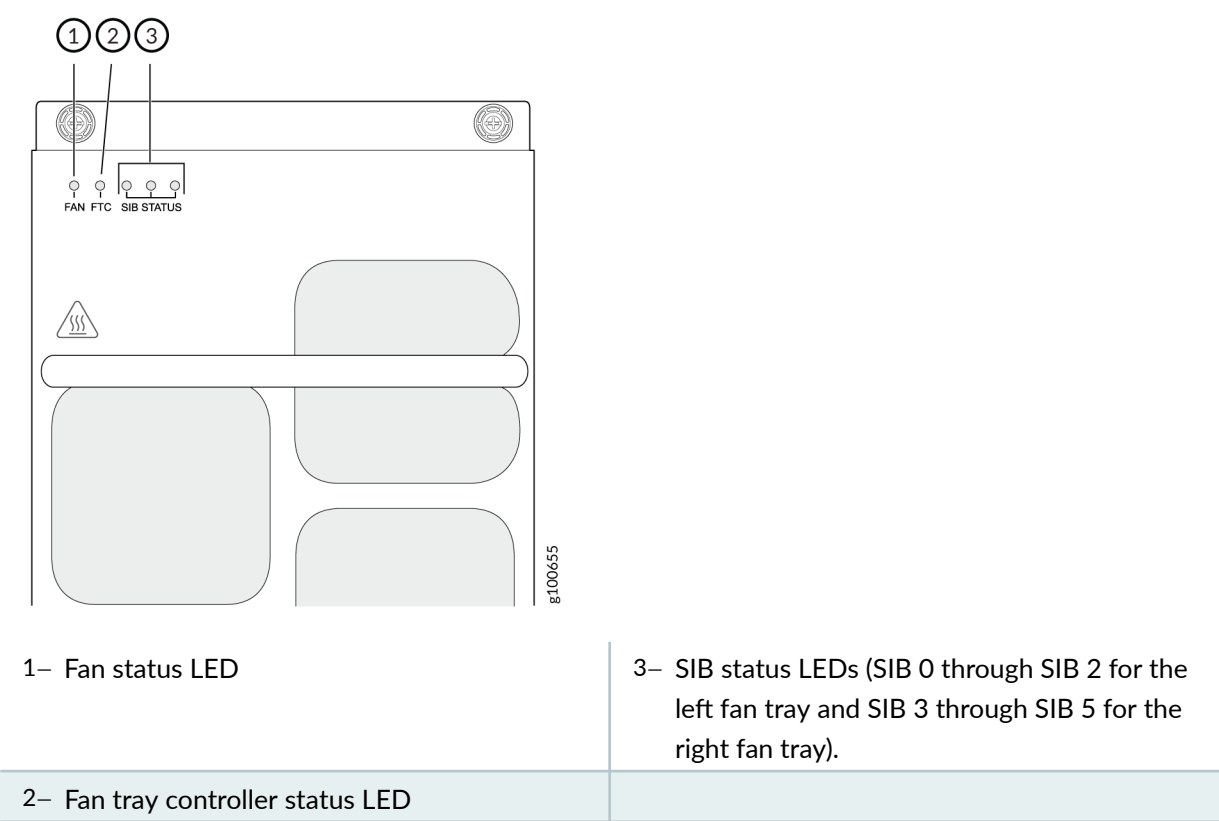 1 2 3
FAN FTC SIB STATUS
g100655
1– Fan status LED
3– SIB status LEDs (SIB 0 through SIB 2 for the
left fan tray and SIB 3 through SIB 5 for the
right fan tray).
2– Fan tray controller status LED